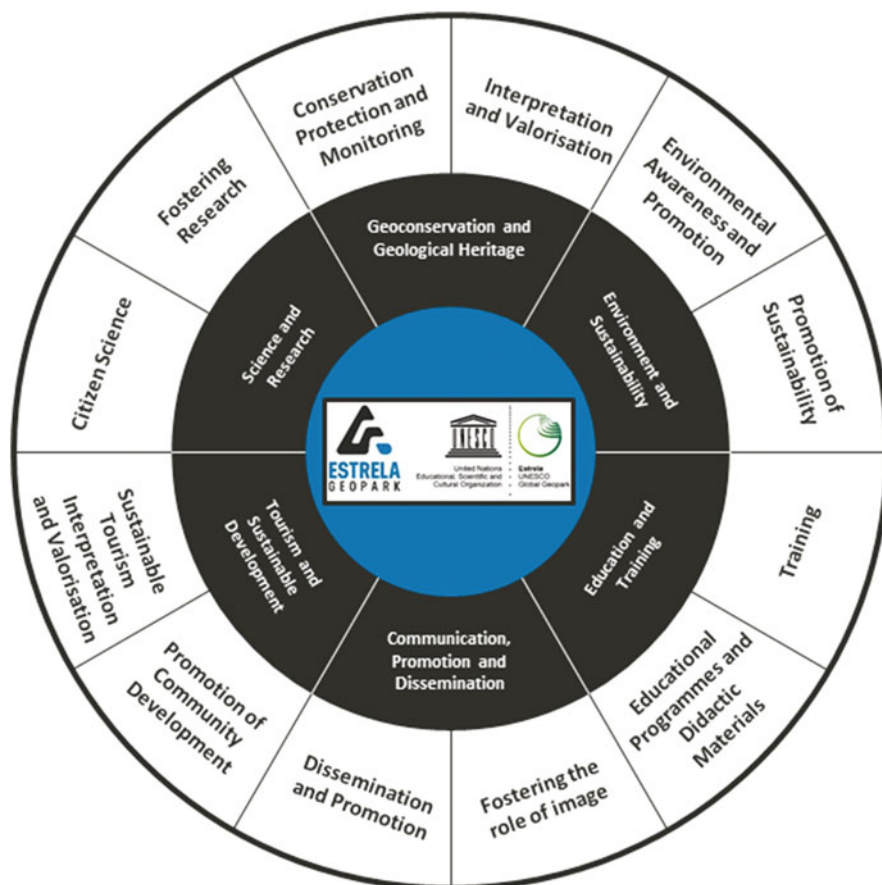 Conservation
Protection and
Monitoring
Interpretation
and Valorisation
Environmental
Awareness and
Promotion
Promotion of
Sustainability
Training
Educational
Programmes and
Didactic
Materials
Fostering the
role of image
Dissemination
and Promotion
Promotion of
Community
Development
Sustainable
Tourism
Interpretation
and Valorisation
Citizen Science
Fostering
Research
Geoconservation and
Geological Heritage
Environment and
Sustainability
Education and
Training
Communication,
Promotion and
Dissemination
Tourism and
Sustainable
Development
Science and
Research
ESTRELA
GEOPARK
UNESCO
United Nations
Educational, Scientific and
Cultural Organization
Estrela
UNESCO
Global Geopark